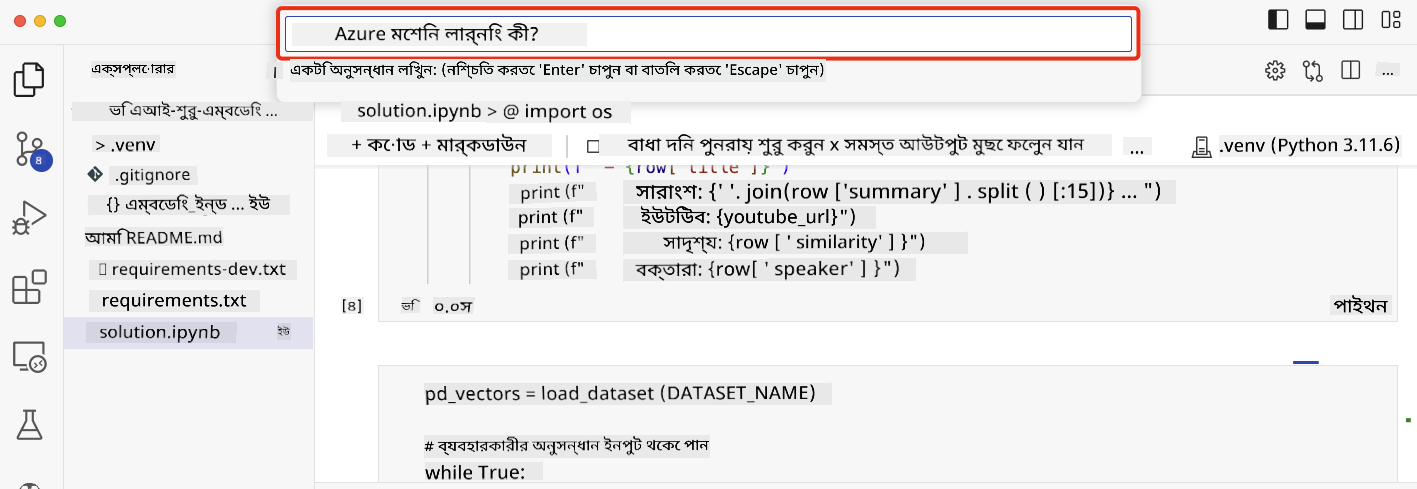 Azure মেশিন লার্নিং কী?
একটি অনুসন্ধান লিখুন: (নিশ্চিত করতে 'Enter' চাপুন বা বাতিল করতে 'Escape' চাপুন)
এক্সপ্লোরার
...
ভিএআই-শুরু-এম্বেডিং ...
solution.ipynb > @ import os
> .venv
+ কোড + মার্কডাউন
বাধা দিন পুনরায় শুরু করুন x সমস্ত আউটপুট মুছে ফেলুন যান
...
.venv (Python 3.11.6)
8
.gitignore
print(f" = {row['title']}")
{} এম্বেডিং_ইন্ড ... ইউ
print (f" সারাংশ: {' '. join(row ['summary' ] . split ( ) [:15])} ... ")
আমি README.md
print (f" ইউটিউব: {youtube_url}")
print (f" সাদৃশ্য: {row [ ' similarity' ] }")
requirements-dev.txt
print (f" বক্তারা: {row[ ' speaker' ] }")
requirements.txt
[8]
ভি ০.০স
পাইথন
solution.ipynb ইউ
pd_vectors = load_dataset (DATASET_NAME)
# ব্যবহারকারীর অনুসন্ধান ইনপুট থেকে পান
while True: